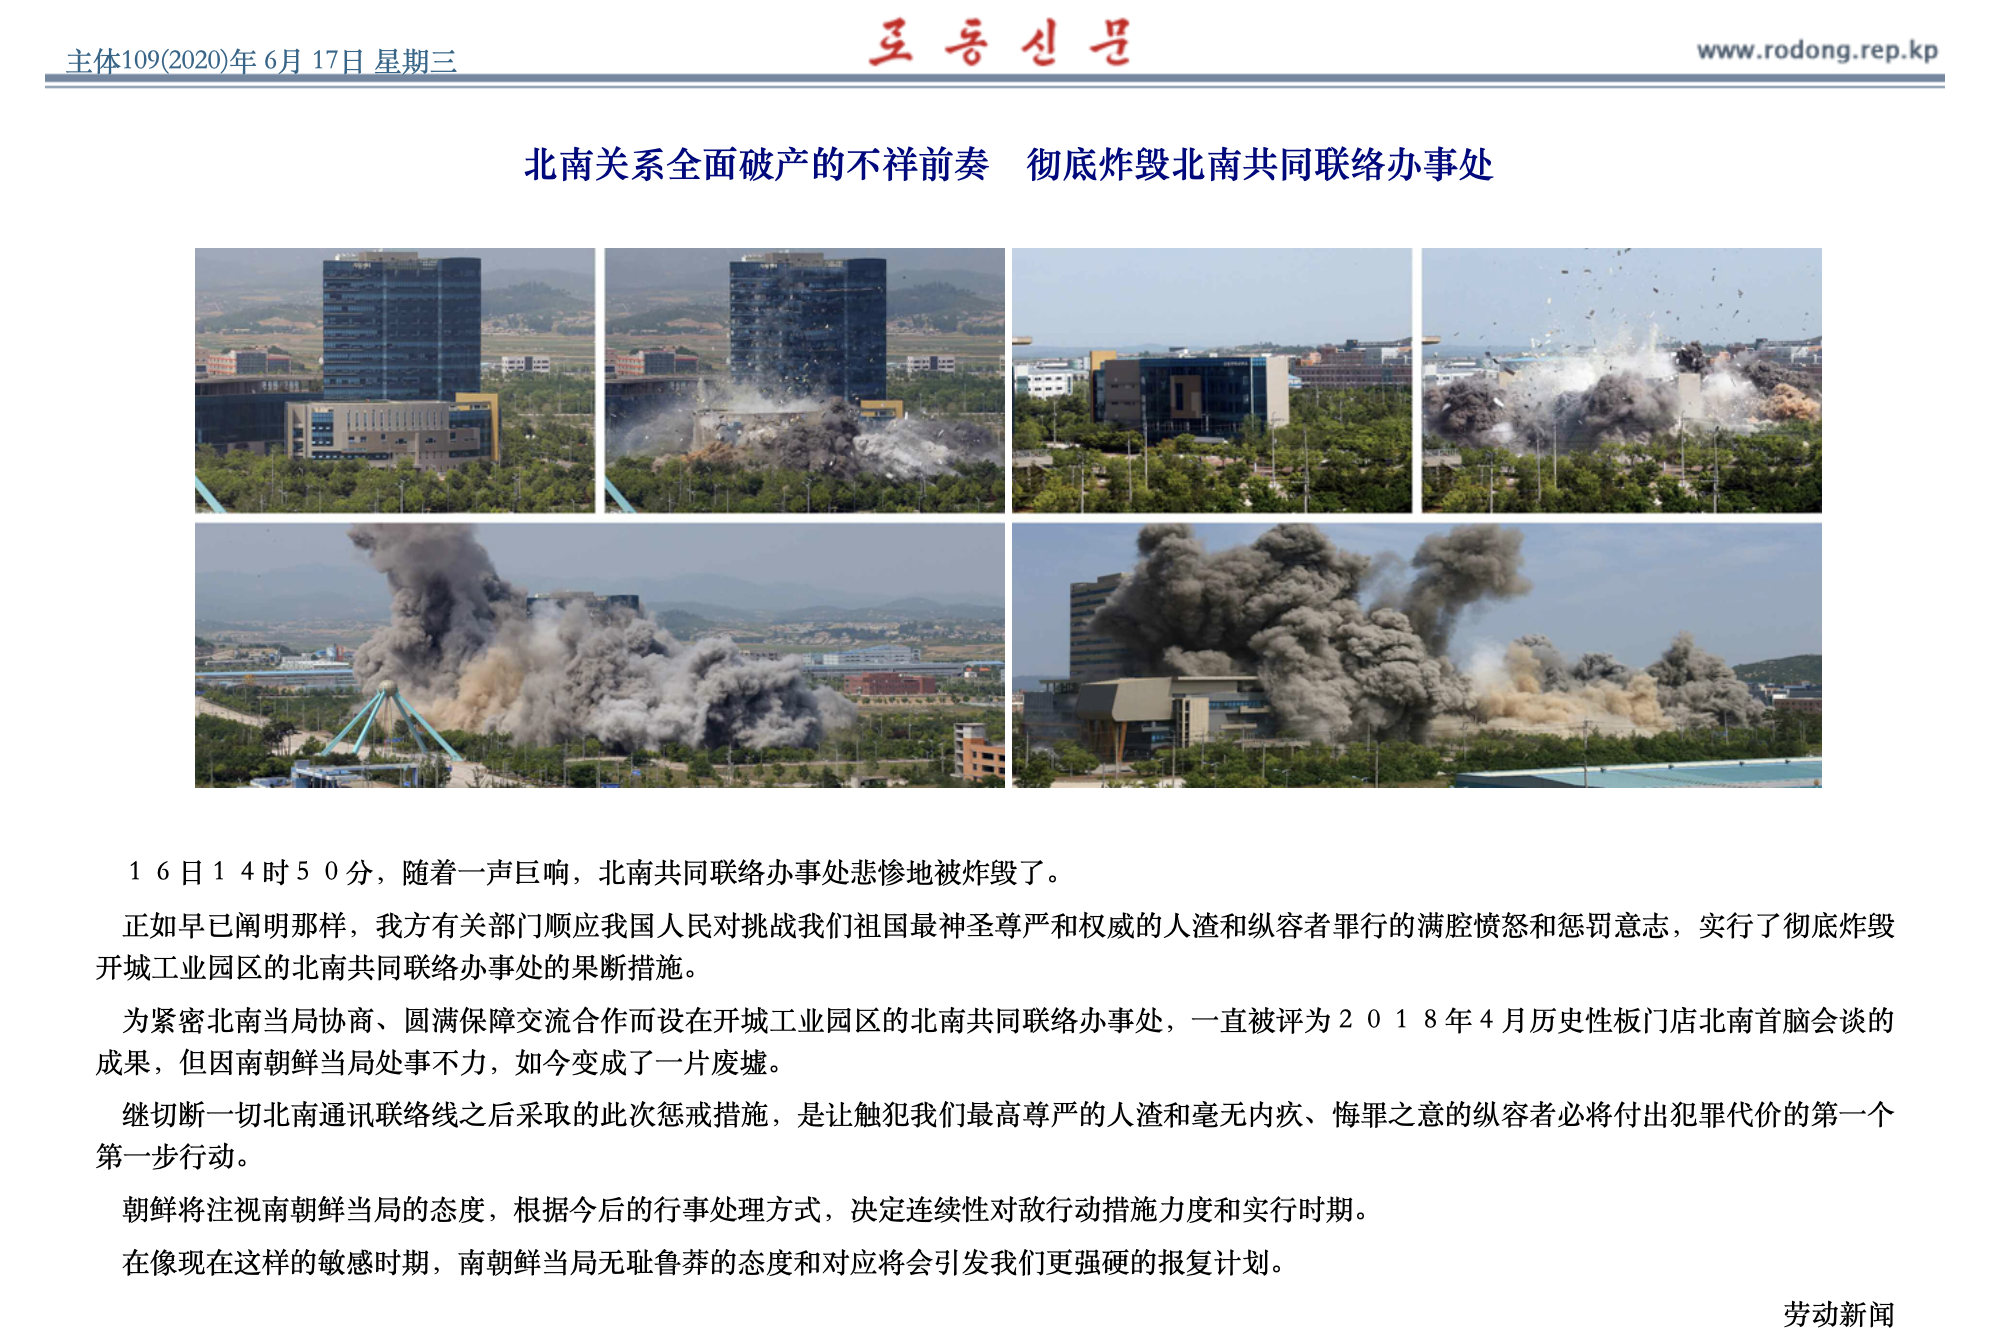 主体109(2020)年 6月 17日 星期三
로동신문
www.rodong.rep.kp
北南关系全面破产的不祥前奏　彻底炸毁北南共同联络办事处
１６日１４时５０分，随着一声巨响，北南共同联络办事处悲惨地被炸毁了。
正如早已阐明那样，我方有关部门顺应我国人民对挑战我们祖国最神圣尊严和权威的人渣和纵容者罪行的满腔愤怒和惩罚意志，实行了彻底炸毁
开城工业园区的北南共同联络办事处的果断措施。
为紧密北南当局协商、圆满保障交流合作而设在开城工业园区的北南共同联络办事处，一直被评为２０１８年４月历史性板门店北南首脑会谈的
成果，但因南朝鲜当局处事不力，如今变成了一片废墟。
继切断一切北南通讯联络线之后采取的此次惩戒措施，是让触犯我们最高尊严的人渣和毫无内疚、悔罪之意的纵容者必将付出犯罪代价的第一个
第一步行动。
朝鲜将注视南朝鲜当局的态度，根据今后的行事处理方式，决定连续性对敌行动措施力度和实行时期。
在像现在这样的敏感时期，南朝鲜当局无耻鲁莽的态度和对应将会引发我们更强硬的报复计划。
劳动新闻